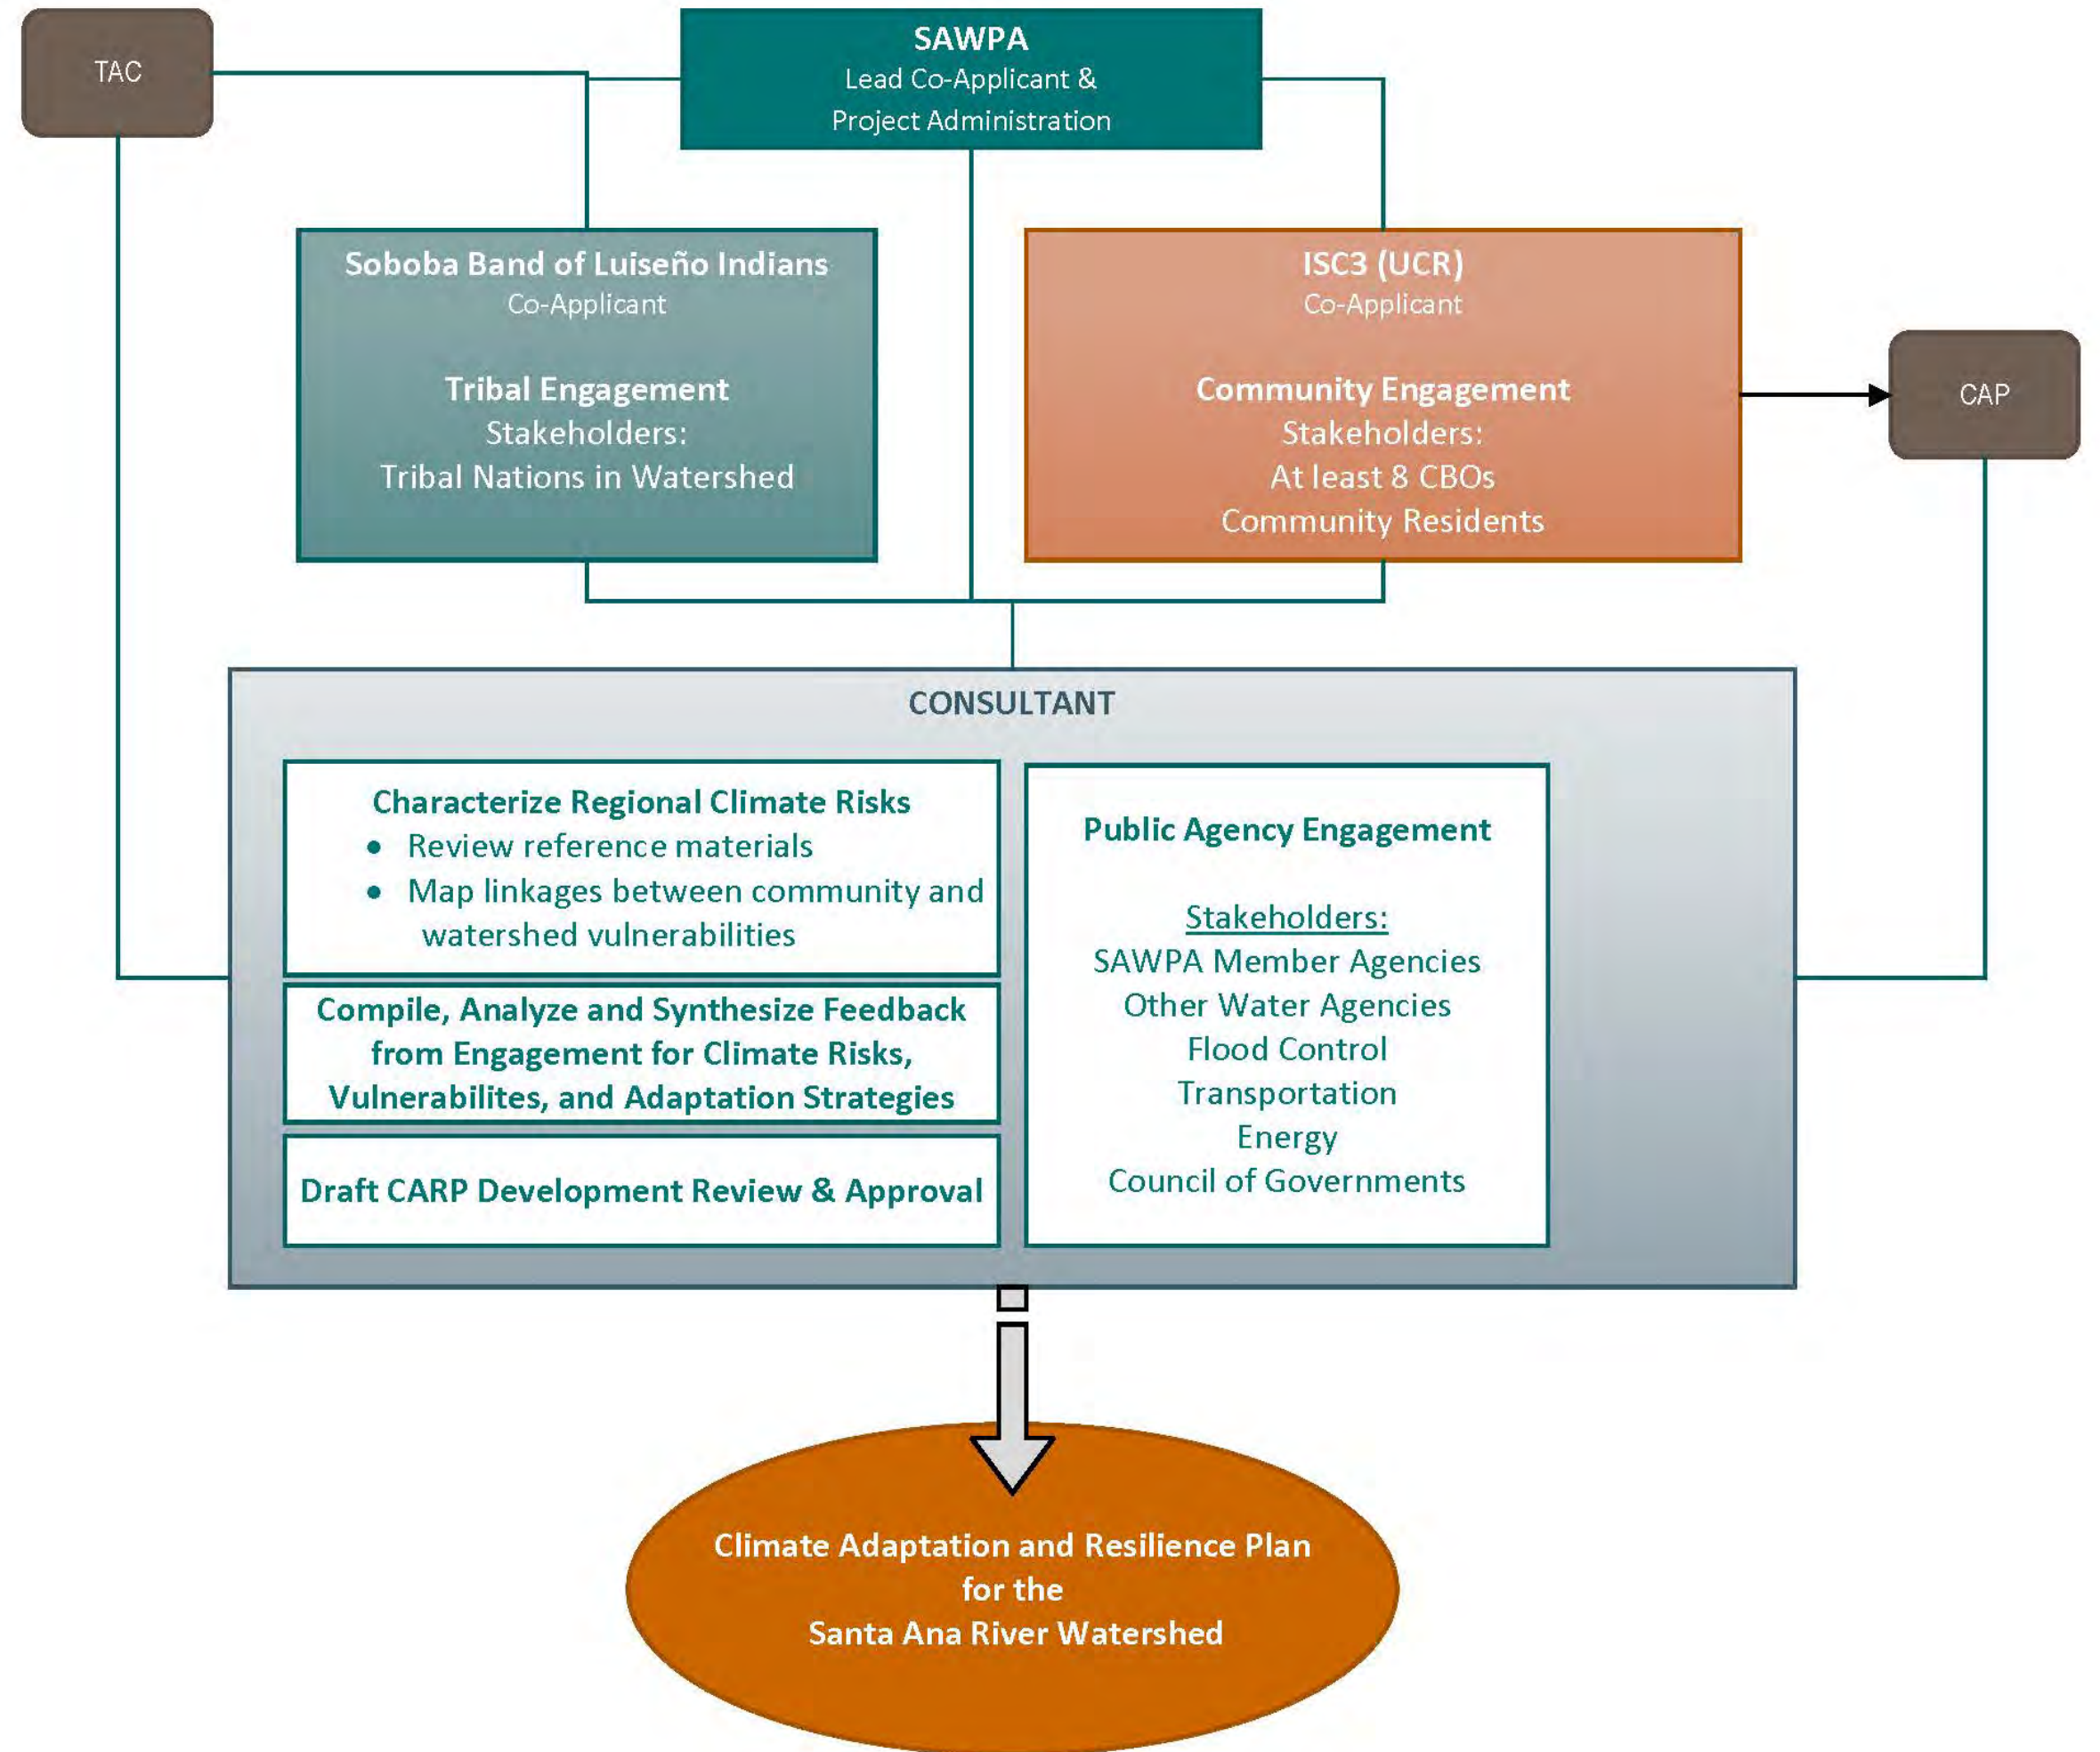 TAC
SAWPA
Lead Co-Applicant &
Project Administration
Soboba Band of Luiseño Indians
Co-Applicant
Tribal Engagement
Stakeholders:
Tribal Nations in Watershed
ISC3 (UCR)
Co-Applicant
Community Engagement
Stakeholders:
At least 8 CBOs
Community Residents
CAP
CONSULTANT
Characterize Regional Climate Risks
• Review reference materials
• Map linkages between community and
watershed vulnerabilities
Compile, Analyze and Synthesize Feedback
from Engagement for Climate Risks,
Vulnerabilites, and Adaptation Strategies
Draft CARP Development Review & Approval
Public Agency Engagement
Stakeholders:
SAWPA Member Agencies
Other Water Agencies
Flood Control
Transportation
Energy
Council of Governments
Climate Adaptation and Resilience Plan
for the
Santa Ana River Watershed